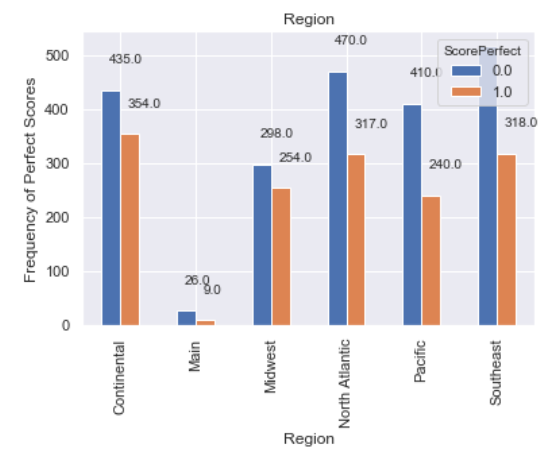 Region
ScorePerfect
0.0
1.0
Frequency of Perfect Scores
500
400
300
200
100
0
435.0
354.0
26.0
9.0
298.0
254.0
470.0
317.0
410.0
240.0
318.0
Continental
Main
Midwest
North Atlantic
Pacific
Southeast
Region